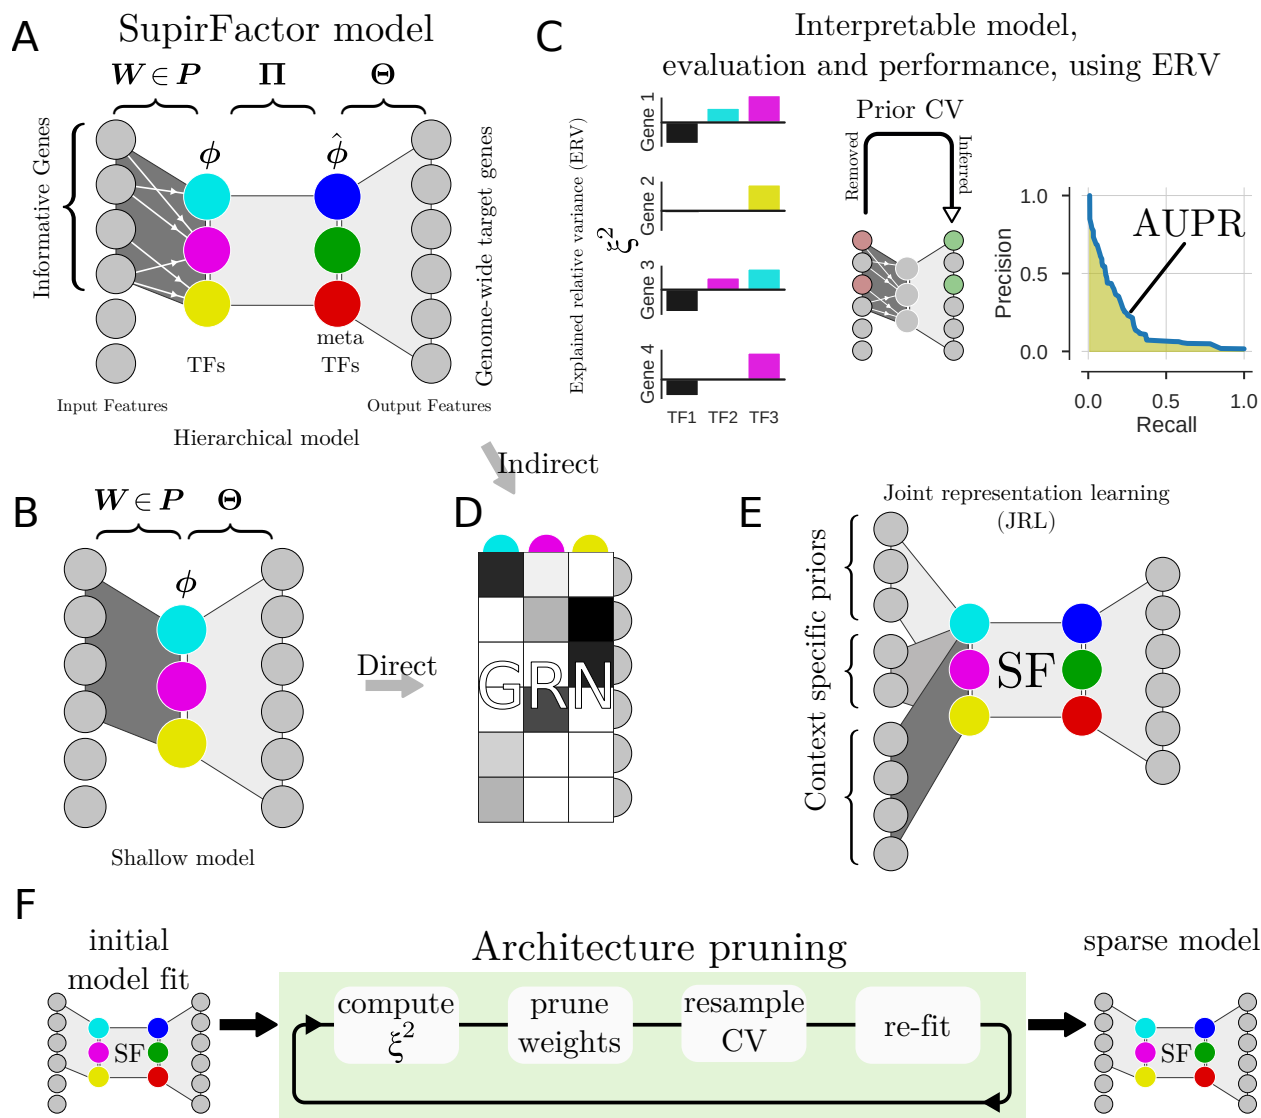 A
SupirFactor model
W ∈ P
Π
Θ
ϕ
ϕ̂
Informative Genes
Genome-wide target genes
TFs
meta
TFs
Input Features
Output Features
Hierarchical model
B
W ∈ P
Θ
ϕ
Shallow model
C
Interpretable model,
evaluation and performance, using ERV
Explained relative variance (ERV)
ξ²
Gene 1
Gene 2
Gene 3
Gene 4
TF1 TF2 TF3
Prior CV
Removed
Inferred
Precision
1.0
0.5
0.0
AUPR
0.0 0.5 1.0
Recall
Indirect
Direct
D
GRN
E
Joint representation learning
(JRL)
Context specific priors
SF
F
initial
model fit
SF
Architecture pruning
compute
ξ²
prune
weights
resample
CV
re-fit
sparse model
SF